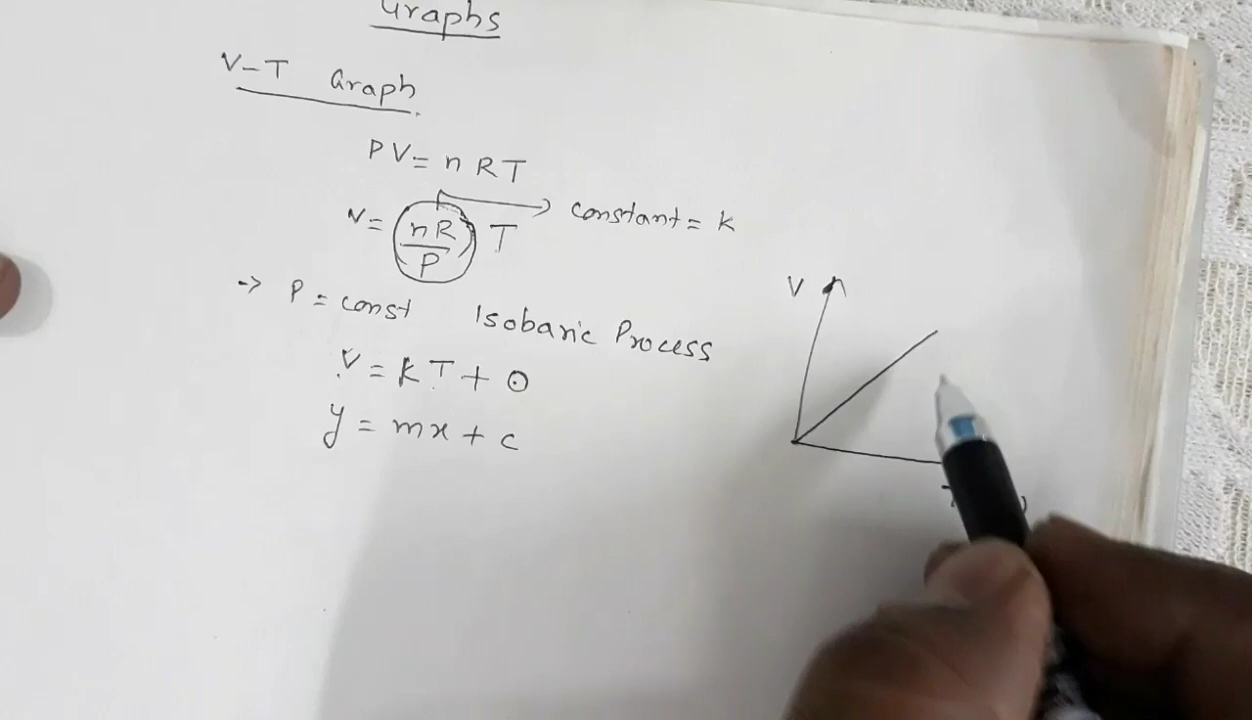 Graphs
V-T Graph
PV = nRT
V = nR/P T → constant = k
→ P = const Isobaric Process
V = kT + 0
y = mx + c
V